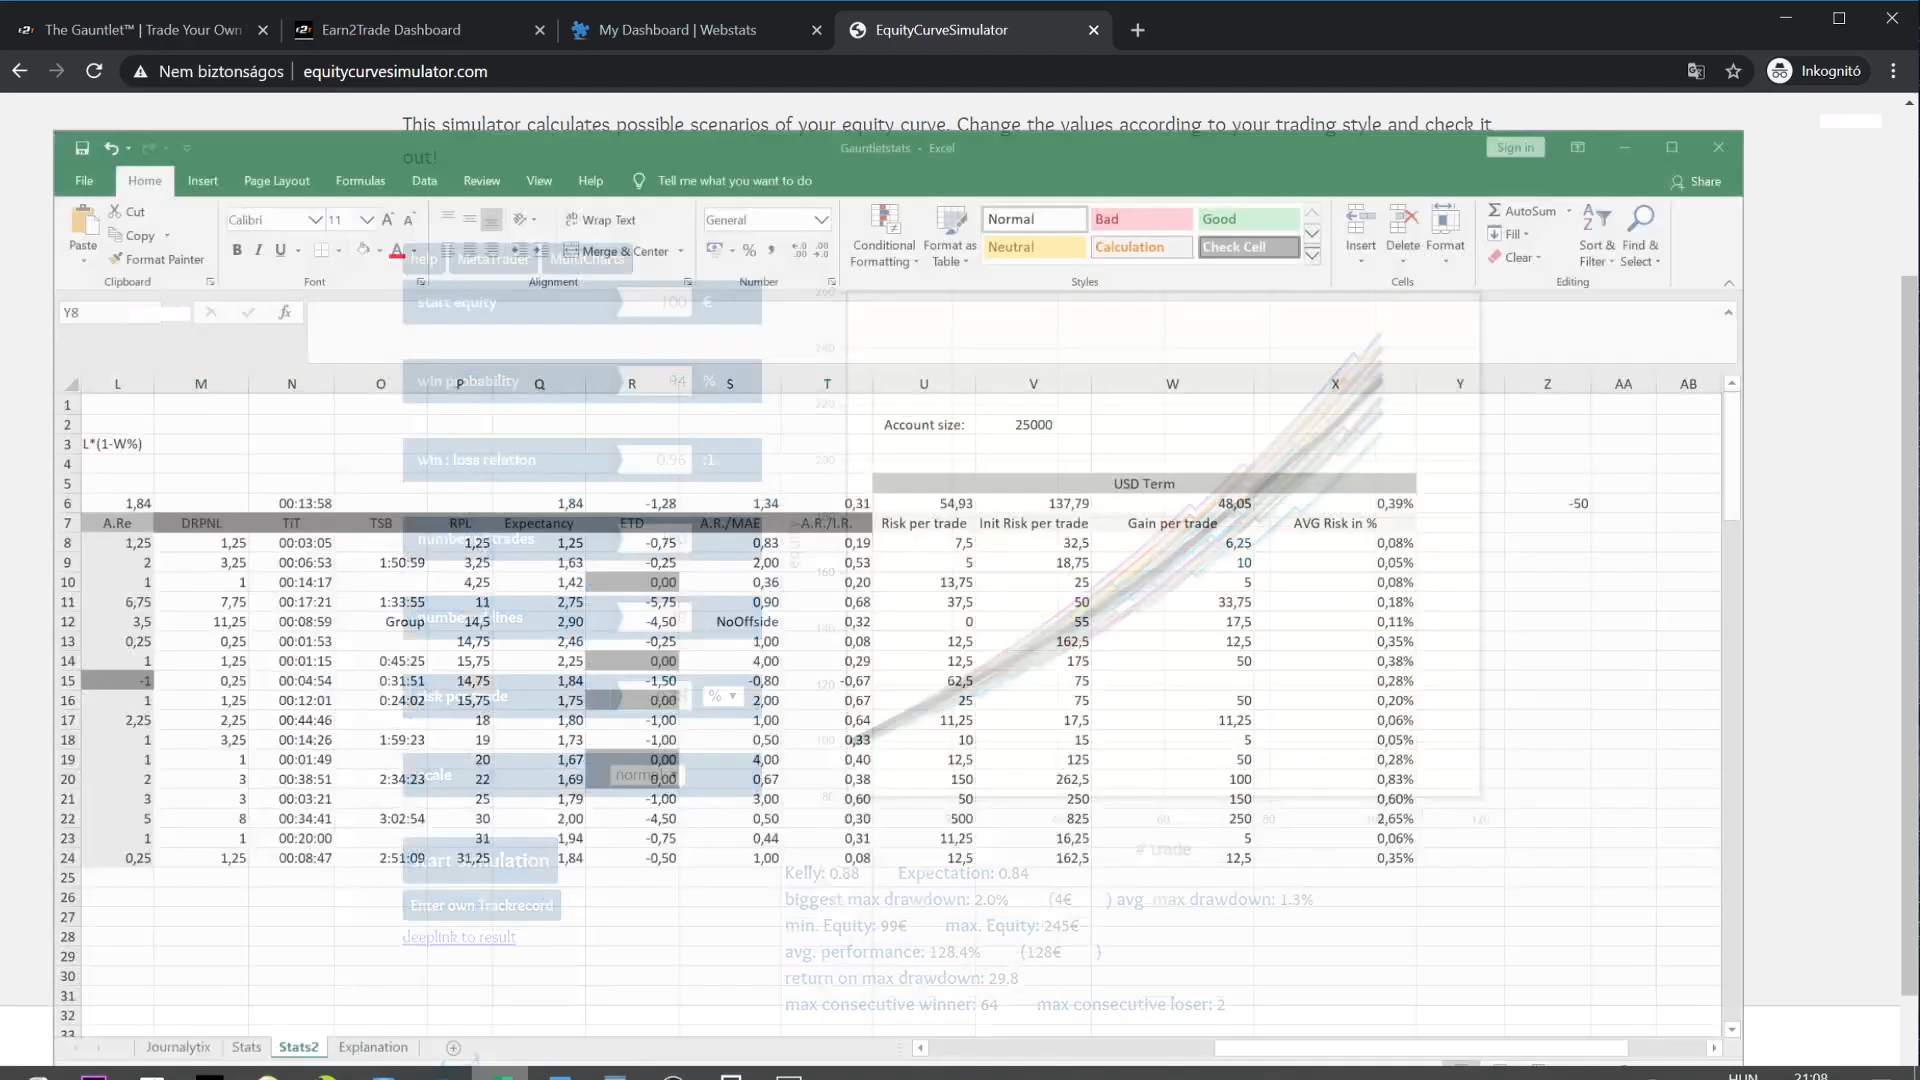 The Gauntlet™ | Trade Your Own
Earn2Trade Dashboard
My Dashboard | Webstats
EquityCurveSimulator
Nem biztonságos
equitycurvesimulator.com
Inkognitó
This simulator calculates possible scenarios of your equity curve. Change the values according to your trading style and check it
out!
Gauntletstats - Excel
Sign in
File Home Insert Page Layout Formulas Data Review View Help Tell me what you want to do
Share
Paste
Cut
Copy
Format Painter
Clipboard
Calibri 11
B I U
Font
Wrap Text
Merge & Center
Alignment
General
%
Number
Conditional Formatting
Format as Table
Normal Bad Good
Neutral Calculation Check Cell
Styles
Insert Delete Format
Cells
AutoSum
Fill
Clear
Sort & Filter
Find & Select
Editing
help MetaTrader MultiCharts
start equity 100 €
win probability 94 %
win : loss relation 0.96 :1
scale normal
start simulation
Enter own Trackrecord
deeplink to result
Y8 fx
L M N O P Q R S T U V W X Y Z AA AB
1
2 Account size: 25000
3 L*(1-W%)
4
5 USD Term
6 1,84 00:13:58 1,84 -1,28 1,34 0,31 54,93 137,79 48,05 0,39% -50
7 A.Re DRPNL TiT TSB RPL Expectancy ETD A.R./MAE A.R./I.R. Risk per trade Init Risk per trade Gain per trade AVG Risk in %
8 1,25 1,25 00:03:05 1,25 1,25 -0,75 0,83 0,19 7,5 32,5 6,25 0,08%
9 2 3,25 00:06:53 1:50:59 3,25 1,63 -0,25 2,00 0,53 5 18,75 10 0,05%
10 1 1 00:14:17 4,25 1,42 0,00 0,36 0,20 13,75 25 5 0,08%
11 6,75 7,75 00:17:21 1:33:55 11 2,75 -5,75 0,90 0,68 37,5 50 33,75 0,18%
12 3,5 11,25 00:08:59 Group 14,5 2,90 -4,50 NoOffside 0,32 0 55 17,5 0,11%
13 0,25 0,25 00:01:53 14,75 2,46 -0,25 1,00 0,08 12,5 162,5 12,5 0,35%
14 1 1,25 00:01:15 0:45:25 15,75 2,25 0,00 4,00 0,29 12,5 175 50 0,38%
15 -1 0,25 00:04:54 0:31:51 14,75 1,84 -1,50 -0,80 -0,67 62,5 75 0,28%
16 1 1,25 00:12:01 0:24:02 15,75 1,75 0,00 2,00 0,67 25 75 50 0,20%
17 2,25 2,25 00:44:46 18 1,80 -1,00 1,00 0,64 11,25 17,5 11,25 0,06%
18 1 3,25 00:14:26 1:59:23 19 1,73 -1,00 0,50 0,33 10 15 5 0,05%
19 1 1 00:01:49 20 1,67 0,00 4,00 0,40 12,5 125 50 0,28%
20 2 3 00:38:51 2:34:23 22 1,69 0,00 0,67 0,38 150 262,5 100 0,83%
21 3 3 00:03:21 25 1,79 -1,00 3,00 0,60 50 250 150 0,60%
22 5 8 00:34:41 3:02:54 30 2,00 -4,50 0,50 0,30 500 825 250 2,65%
23 1 1 00:20:00 31 1,94 -0,75 0,44 0,31 11,25 16,25 5 0,06%
24 0,25 1,25 00:08:47 2:51:09 31,25 1,84 -0,50 1,00 0,08 12,5 162,5 12,5 0,35%
25
26
27
28
29
30
31
32
33
260
240
220
200
160
140
120
100
80
60 80 120
# trade
Kelly: 0.88 Expectation: 0.84
biggest max drawdown: 2.0% (4€ ) avg. max drawdown: 1.3%
min. Equity: 99€ max. Equity: 245€
avg. performance: 128.4% (128€ )
return on max drawdown: 29.8
max consecutive winner: 64 max consecutive loser: 2
Journalytix Stats Stats2 Explanation
HUN 21:08